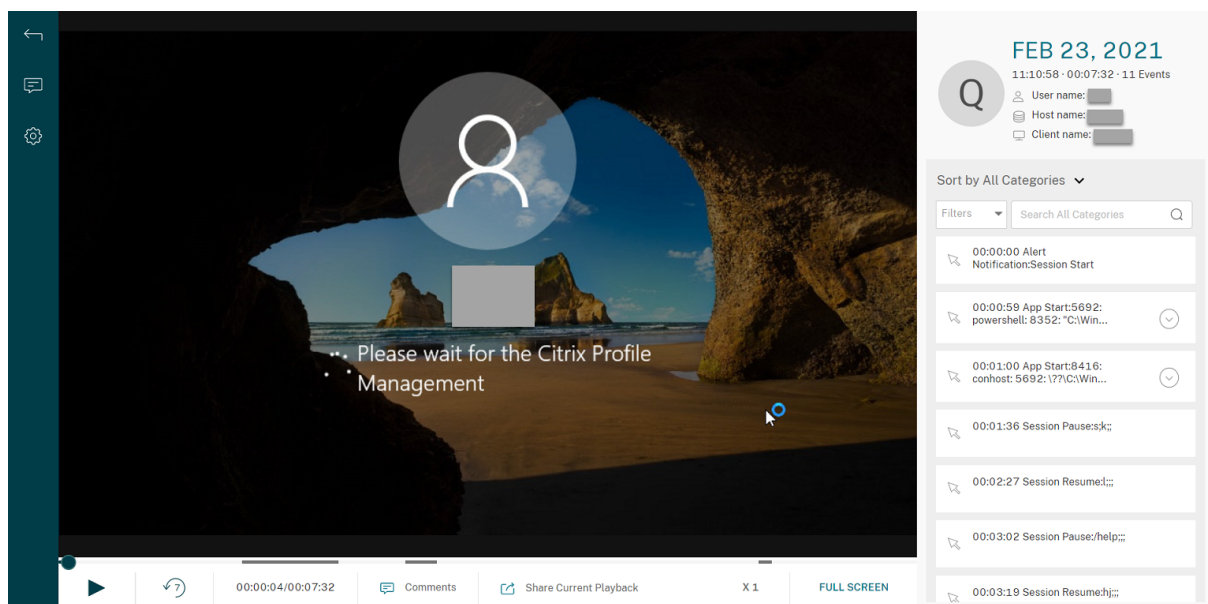 Please wait for the Citrix Profile
Management
7
00:00:04/00:07:32
Comments
Share Current Playback
X 1
FULL SCREEN
Q
FEB 23, 2021
11:10:58 · 00:07:32 · 11 Events
User name:
Host name:
Client name:
Sort by All Categories
Filters
Search All Categories
00:00:00 Alert
Notification:Session Start
00:00:59 App Start:5692:
powershell: 8352: "C:\Win...
00:01:00 App Start:8416:
conhost: 5692: \??\C:\Win...
00:01:36 Session Pause:s;k;;
00:02:27 Session Resume:l;;;
00:03:02 Session Pause:/help;;;
00:03:19 Session Resume:hj;;;